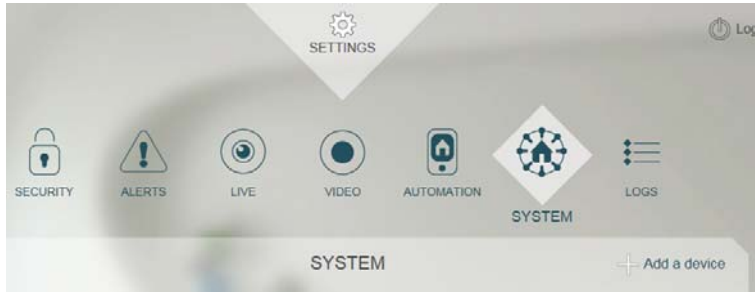 SETTINGS
Log
SECURITY
ALERTS
LIVE
VIDEO
AUTOMATION
SYSTEM
LOGS
SYSTEM
Add a device